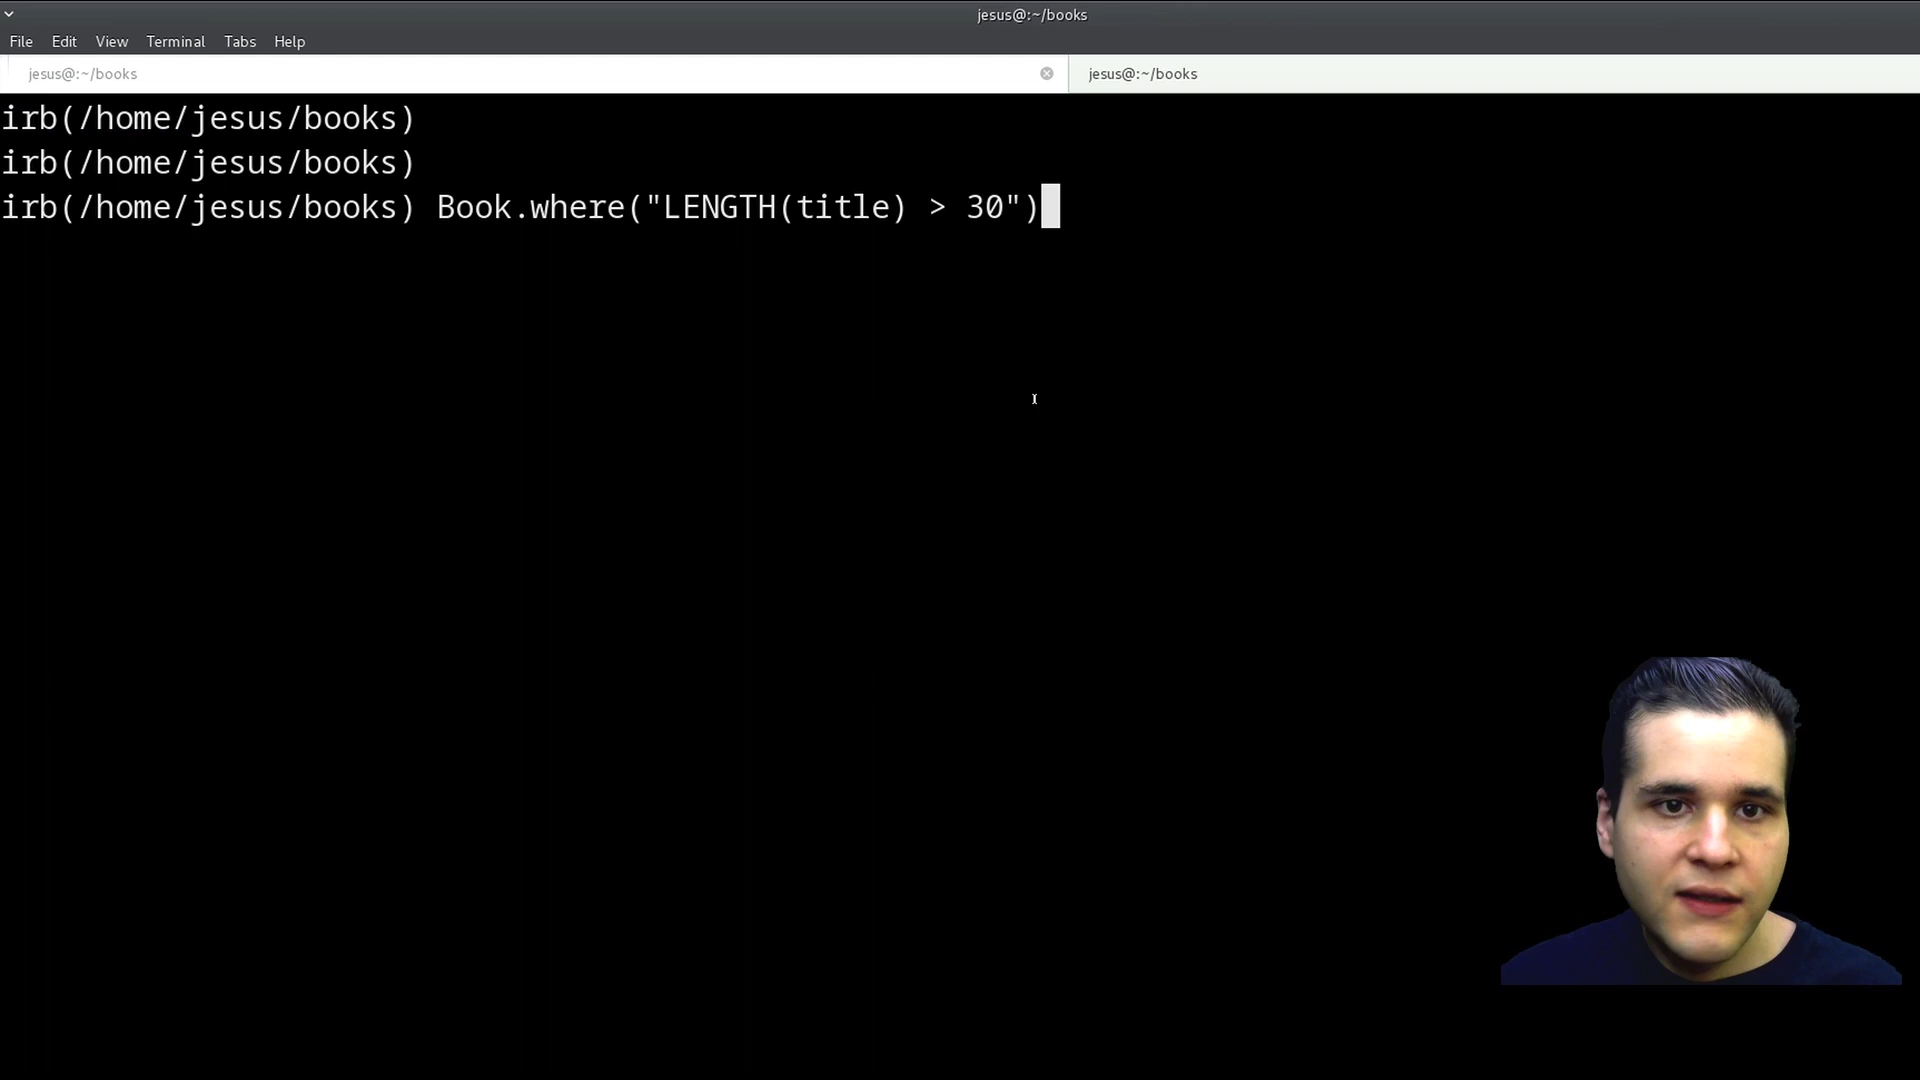 jesus@:~/books
File Edit View Terminal Tabs Help
jesus@:~/books jesus@:~/books
irb(/home/jesus/books)
irb(/home/jesus/books)
irb(/home/jesus/books) Book.where("LENGTH(title) > 30")